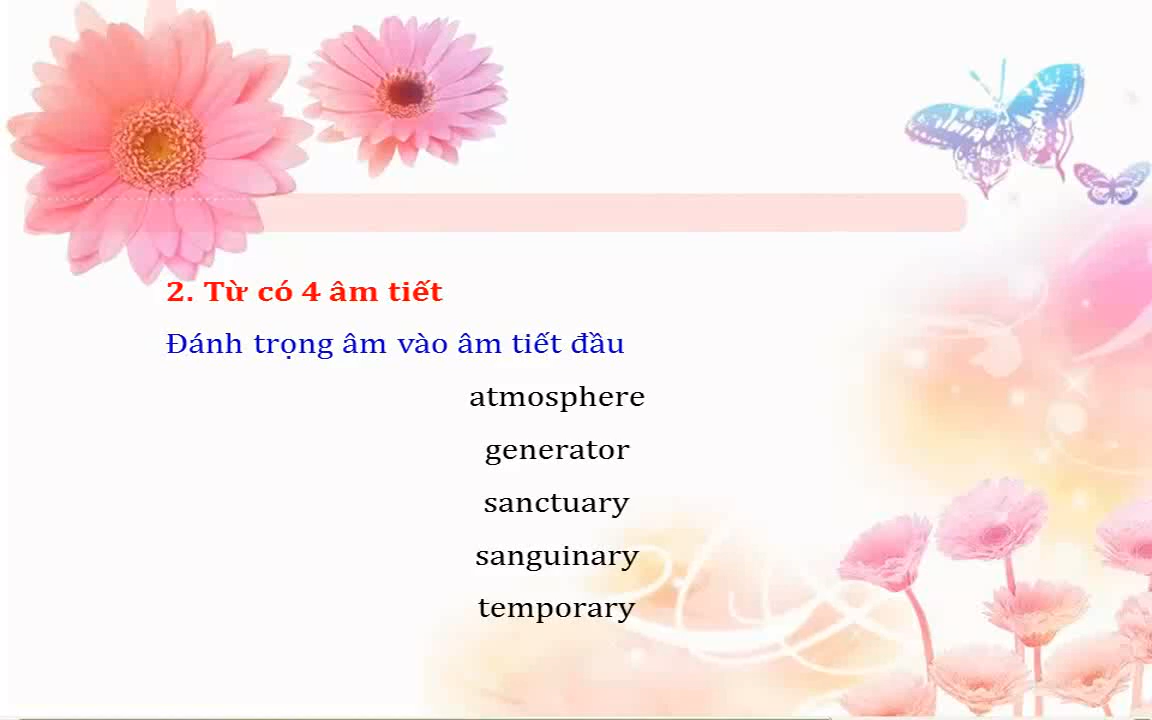 2. Từ có 4 âm tiết
Đánh trọng âm vào âm tiết đầu
atmosphere
generator
sanctuary
sanguinary
temporary